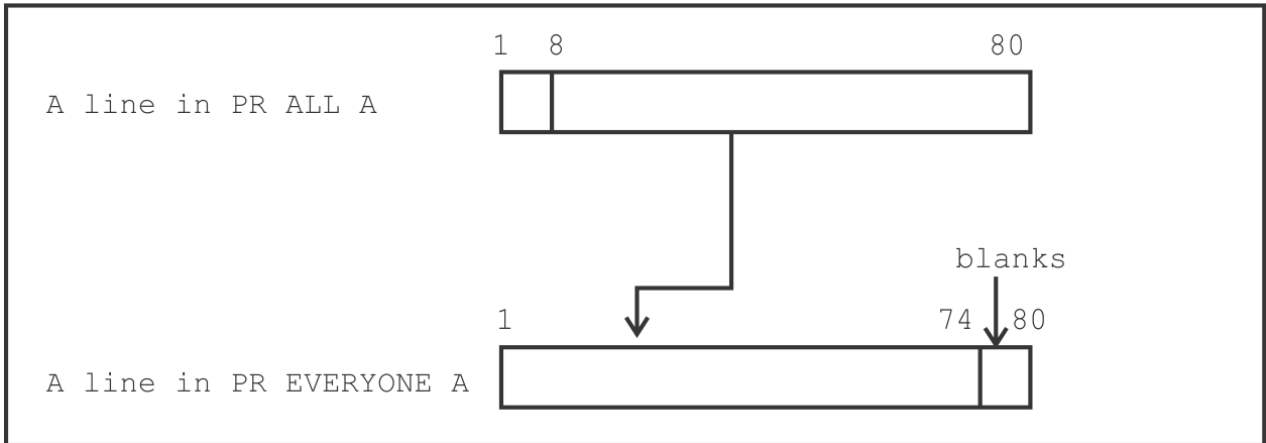 1 8 80
A line in PR ALL A
blanks
1 74 80
A line in PR EVERYONE A